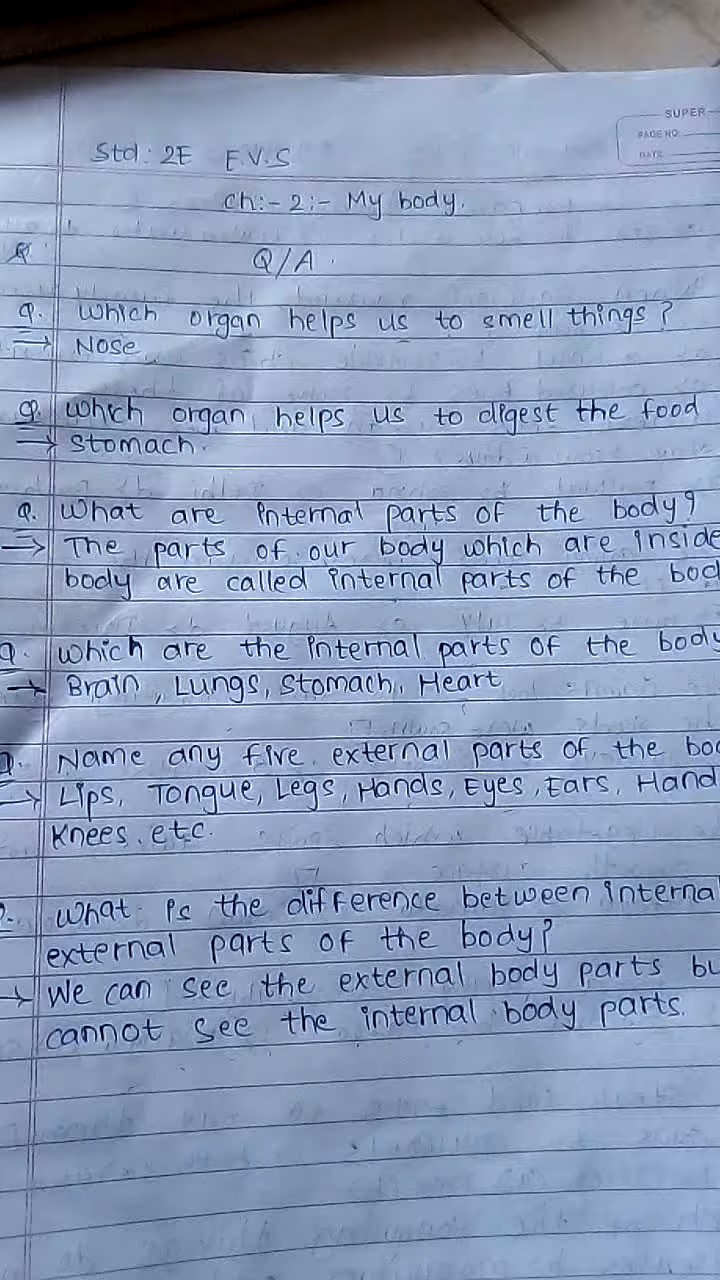 SUPER
PAGE NO:
DATE
Std: 2E E.V.S
Ch:- 2:- My body.
Q/A.
Q. Which organ helps us to smell things?
→ Nose
Q. Which organ helps us to digest the food
→ Stomach.
Q. What are internal parts of the body?
→ The parts of our body which are inside
body are called internal parts of the bod
Q. Which are the internal parts of the body
→ Brain, Lungs, Stomach, Heart
Q. Name any five external parts of the bod
→ Lips, Tongue, Legs, Hands, Eyes, Ears, Hand
Knees. etc.
Q. What is the difference between interna
external parts of the body?
→ We can see the external body parts bu
cannot see the internal body parts.